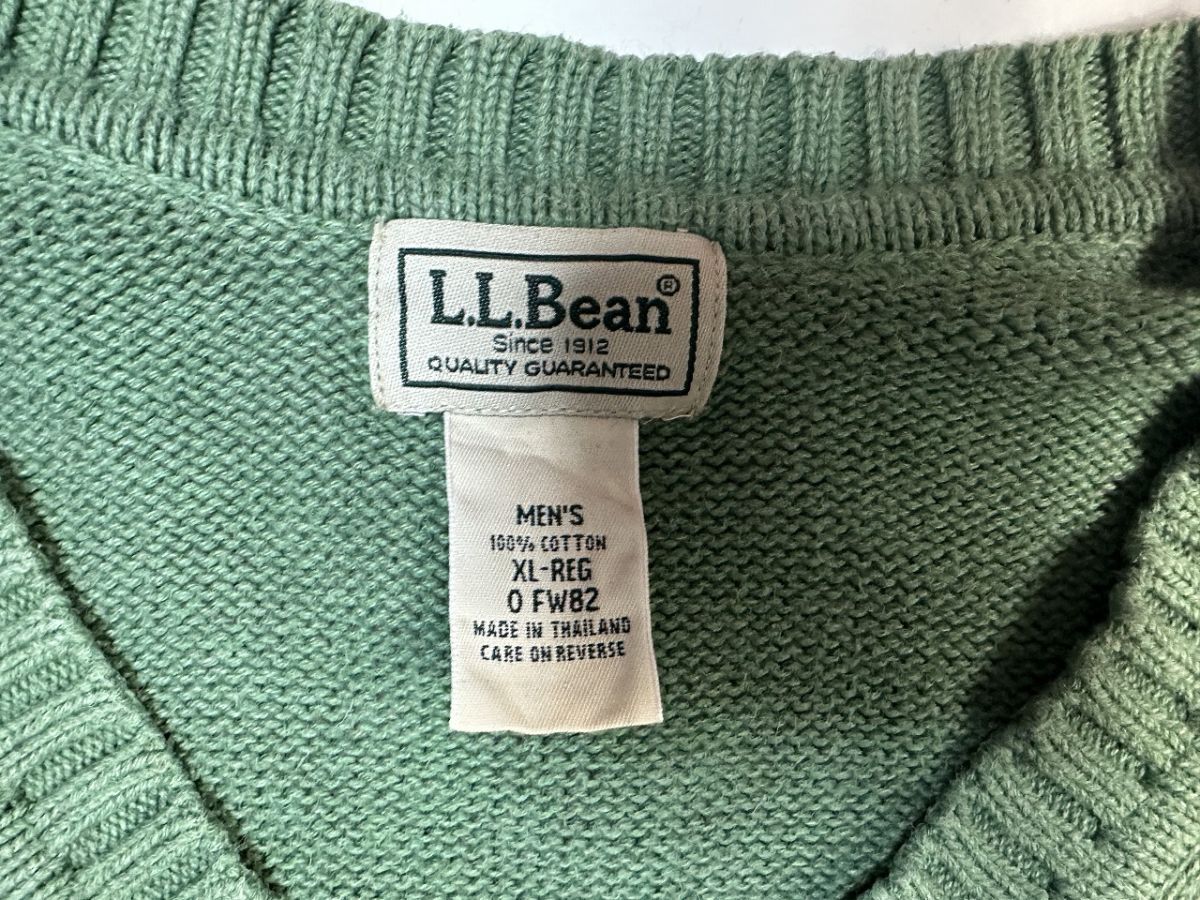 L.L.Bean®
Since 1912
QUALITY GUARANTEED
MEN'S
100% COTTON
XL-REG
0 FW82
MADE IN THAILAND
CARE ON REVERSE